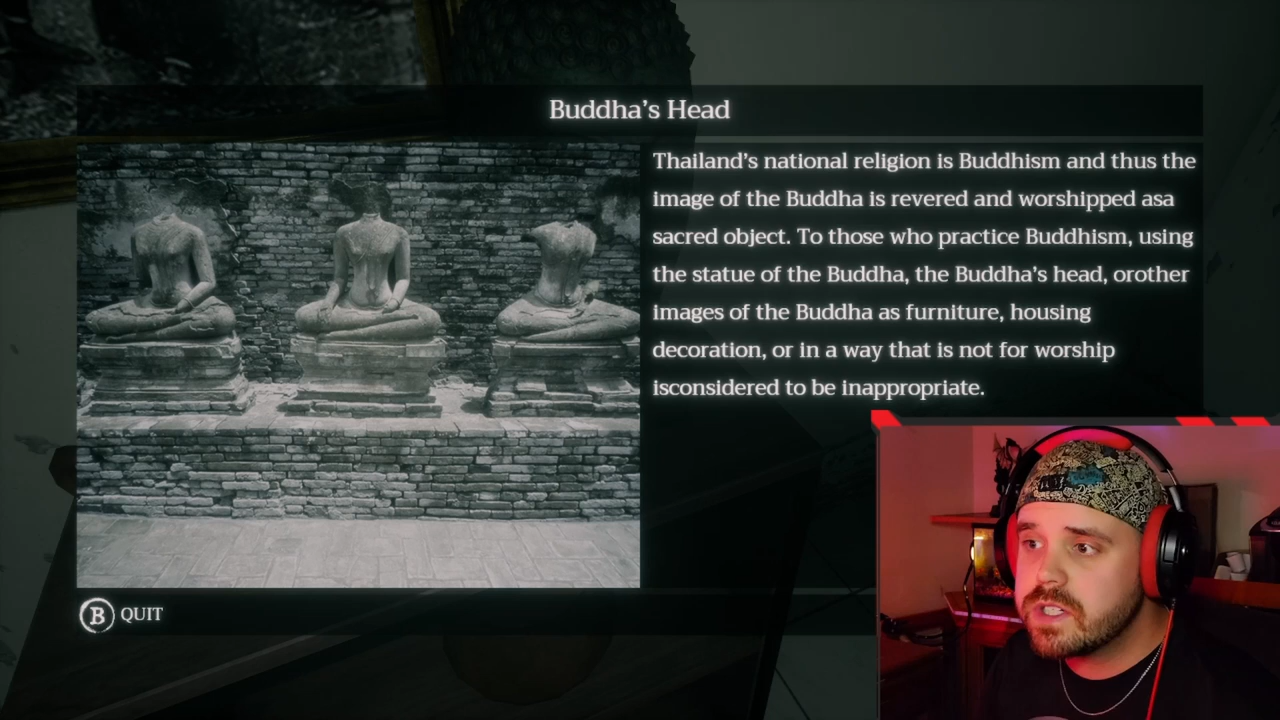 Buddha's Head
Thailand's national religion is Buddhism and thus the
image of the Buddha is revered and worshipped asa
sacred object. To those who practice Buddhism, using
the statue of the Buddha, the Buddha's head, orother
images of the Buddha as furniture, housing
decoration, or in a way that is not for worship
isconsidered to be inappropriate.
B QUIT